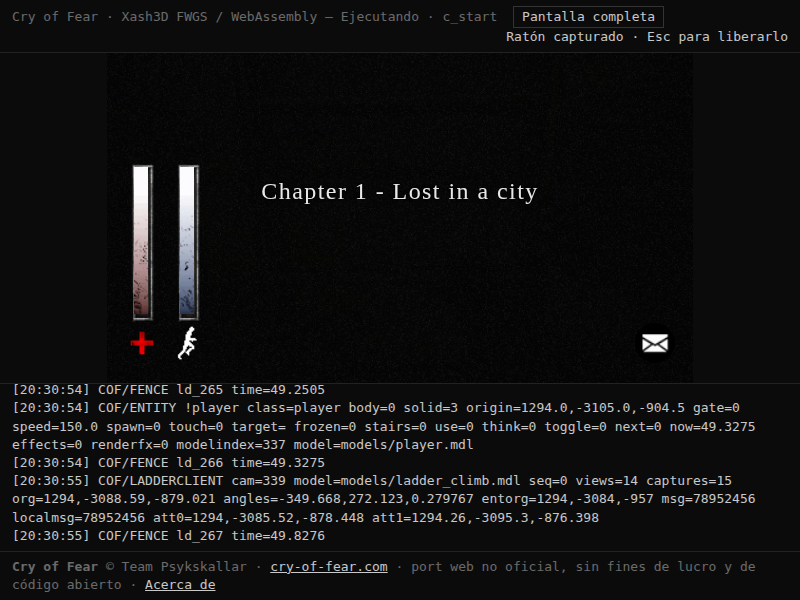 Cry of Fear · Xash3D FWGS / WebAssembly — Ejecutando · c_start
Pantalla completa
Ratón capturado · Esc para liberarlo
Chapter 1 - Lost in a city
[20:30:54] COF/FENCE ld_265 time=49.2505
[20:30:54] COF/ENTITY !player class=player body=0 solid=3 origin=1294.0,-3105.0,-904.5 gate=0
speed=150.0 spawn=0 touch=0 target= frozen=0 stairs=0 use=0 think=0 toggle=0 next=0 now=49.3275
effects=0 renderfx=0 modelindex=337 model=models/player.mdl
[20:30:54] COF/FENCE ld_266 time=49.3275
[20:30:55] COF/LADDERCLIENT cam=339 model=models/ladder_climb.mdl seq=0 views=14 captures=15
org=1294,-3088.59,-879.021 angles=-349.668,272.123,0.279767 entorg=1294,-3084,-957 msg=78952456
localmsg=78952456 att0=1294,-3085.52,-878.448 att1=1294.26,-3095.3,-876.398
[20:30:55] COF/FENCE ld_267 time=49.8276
Cry of Fear © Team Psyskallar · cry-of-fear.com · port web no oficial, sin fines de lucro y de
código abierto · Acerca de